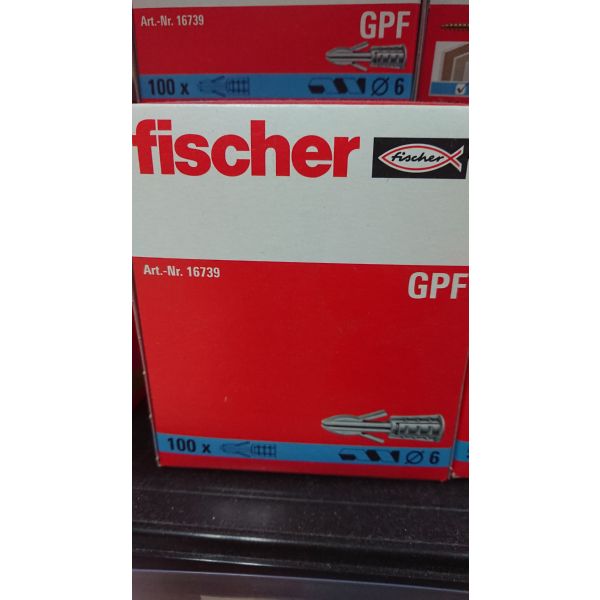 Art.-Nr. 16739
GPF
100 x
Ø 6
fischer
fischer
Art.-Nr. 16739
GPF
100 x
Ø 6